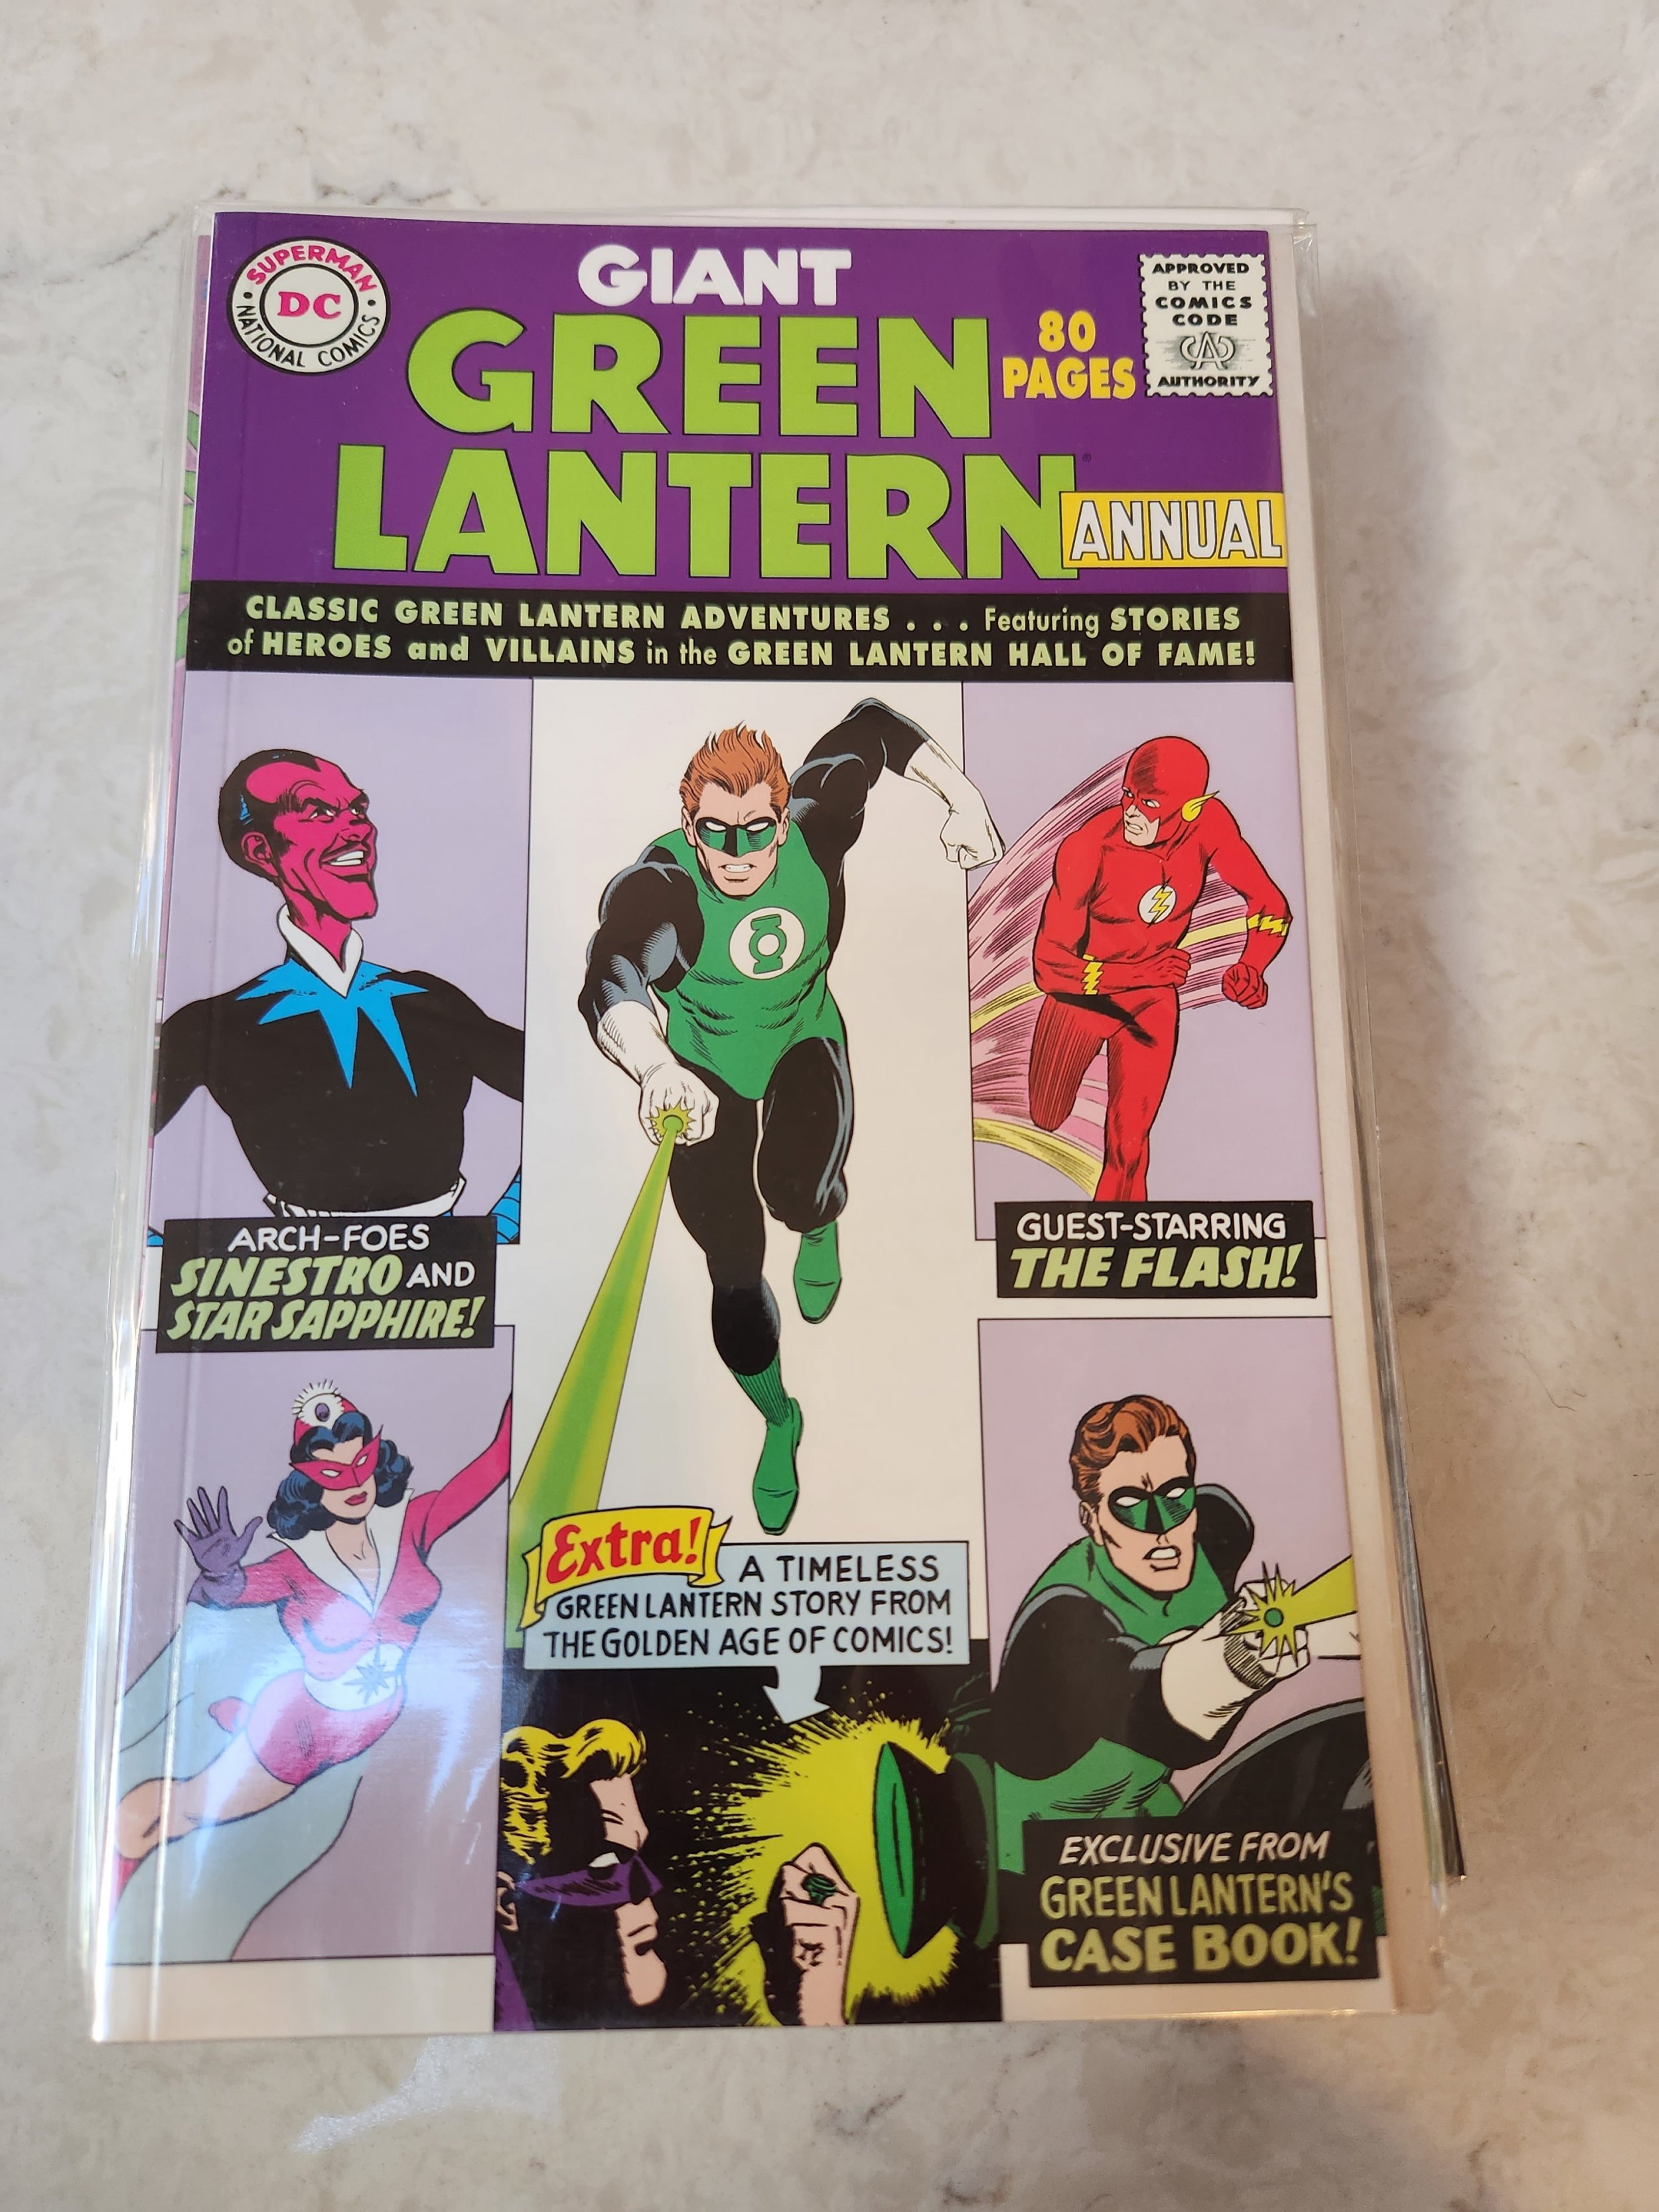 SUPERMAN
DC
NATIONAL COMICS
GIANT
GREEN
LANTERN
80
PAGES
APPROVED
BY THE
COMICS
CODE
CA
AUTHORITY
ANNUAL
CLASSIC GREEN LANTERN ADVENTURES . . . Featuring STORIES
of HEROES and VILLAINS in the GREEN LANTERN HALL OF FAME!
ARCH-FOES
SINESTRO AND
STAR SAPPHIRE!
GUEST-STARRING
THE FLASH!
Extra! A TIMELESS
GREEN LANTERN STORY FROM
THE GOLDEN AGE OF COMICS!
EXCLUSIVE FROM
GREEN LANTERN'S
CASE BOOK!